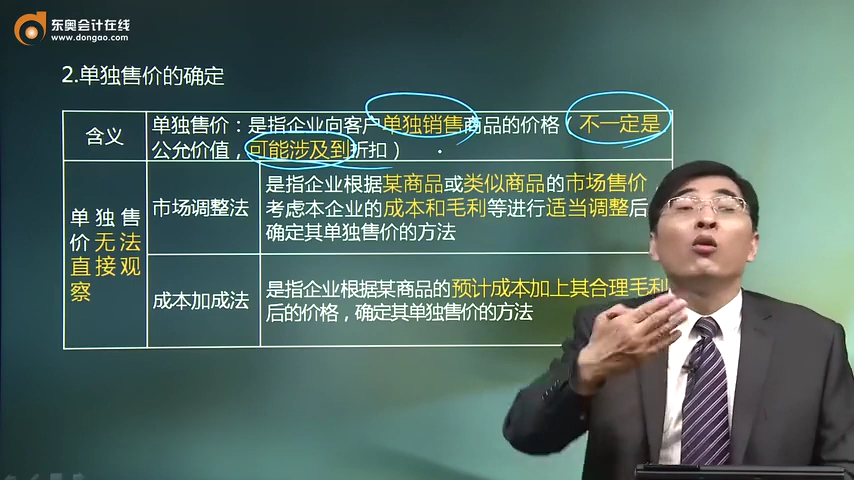 东奥会计在线
www.dongao.com
2.单独售价的确定
含义
单独售价：是指企业向客户单独销售商品的价格（不一定是
公允价值，可能涉及到折扣）
单独售
价无法
直接观
察
市场调整法
是指企业根据某商品或类似商品的市场售价
考虑本企业的成本和毛利等进行适当调整后
确定其单独售价的方法
成本加成法
是指企业根据某商品的预计成本加上其合理毛利
后的价格，确定其单独售价的方法